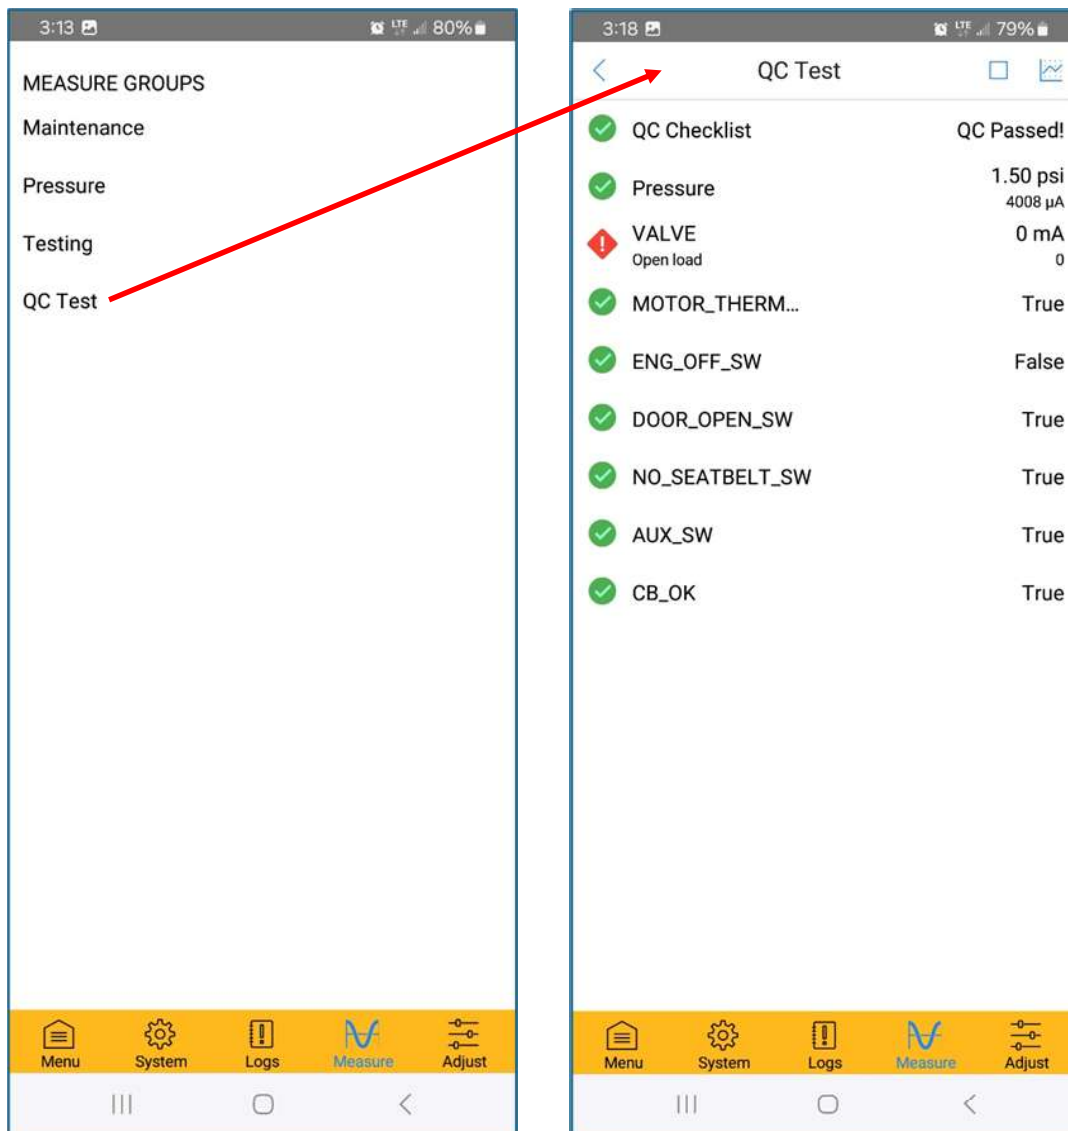 3:13
LTE
80%
MEASURE GROUPS
Maintenance
Pressure
Testing
QC Test
Menu
System
Logs
Measure
Adjust
3:18
LTE
79%
QC Test
QC Checklist
QC Passed!
Pressure
1.50 psi
4008 µA
VALVE
0 mA
Open load
0
MOTOR_THERM...
True
ENG_OFF_SW
False
DOOR_OPEN_SW
True
NO_SEATBELT_SW
True
AUX_SW
True
CB_OK
True
Menu
System
Logs
Measure
Adjust